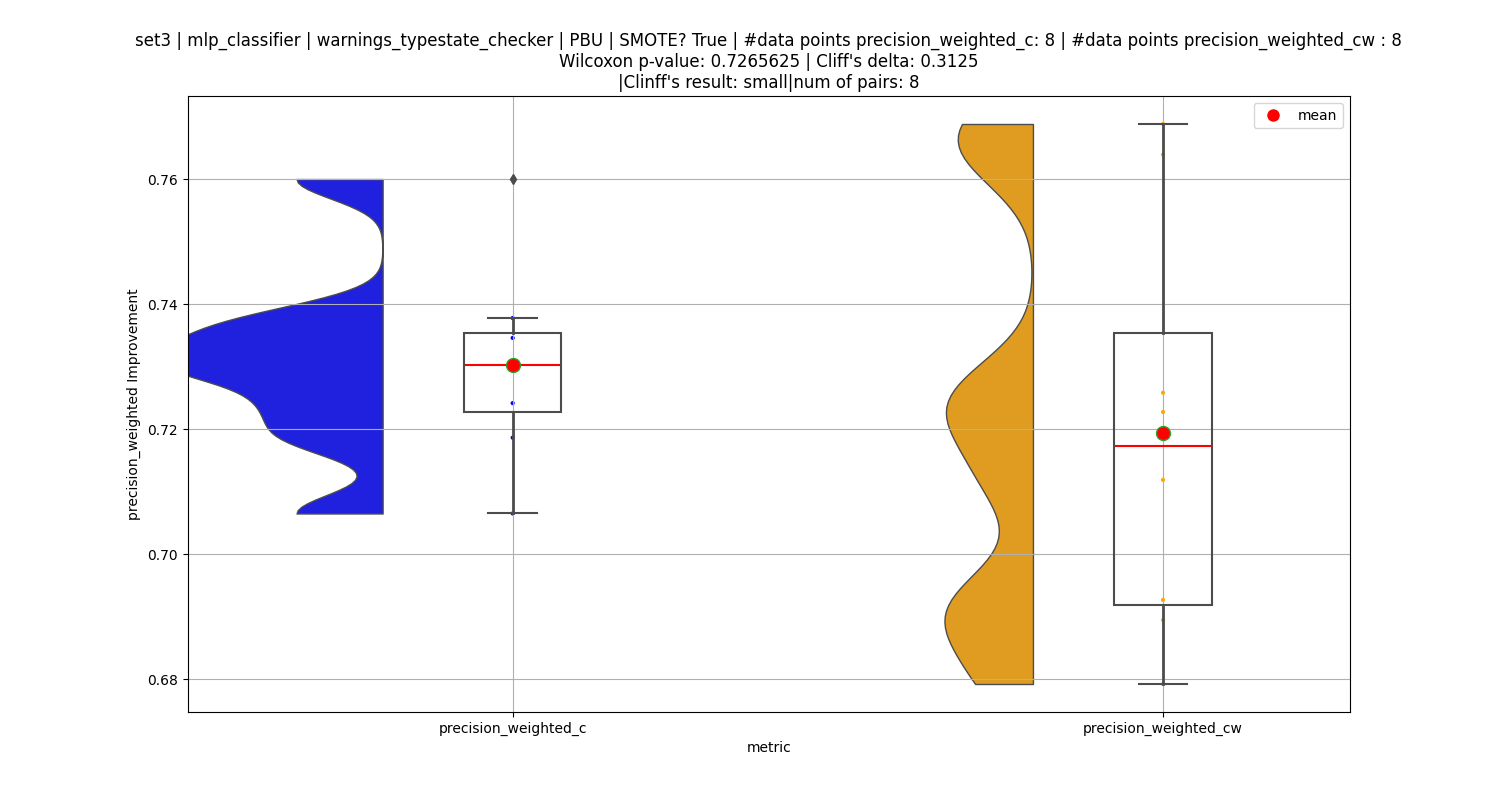 set3 | mlp_classifier | warnings_typestate_checker | PBU | SMOTE? True | #data points precision_weighted_c: 8 | #data points precision_weighted_cw : 8
Wilcoxon p-value: 0.7265625 | Cliff's delta: 0.3125
|Clinff's result: small|num of pairs: 8
mean
0.76
0.74
0.72
0.70
0.68
precision_weighted Improvement
precision_weighted_c
precision_weighted_cw
metric